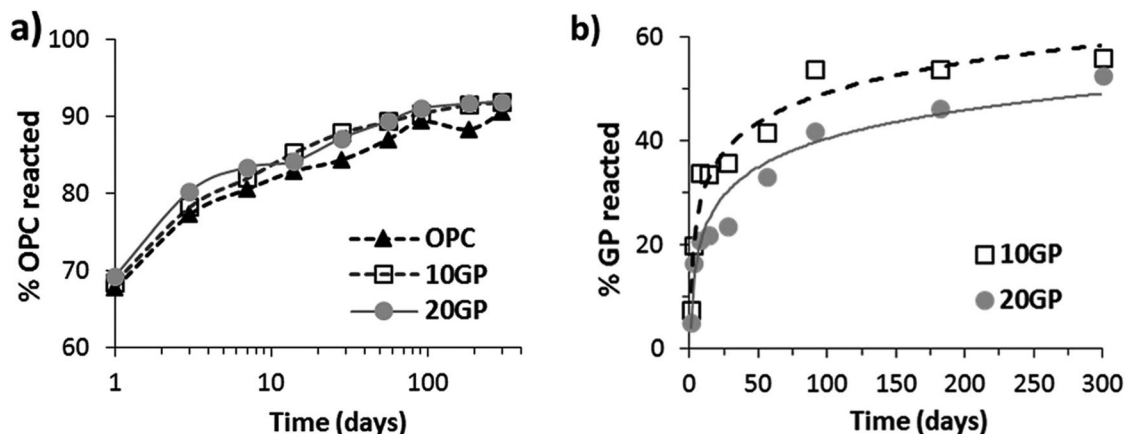 a)
% OPC reacted
100
90
80
70
60
1 10 100
Time (days)
OPC
10GP
20GP
b)
% GP reacted
60
40
20
0
0 50 100 150 200 250 300
Time (days)
10GP
20GP